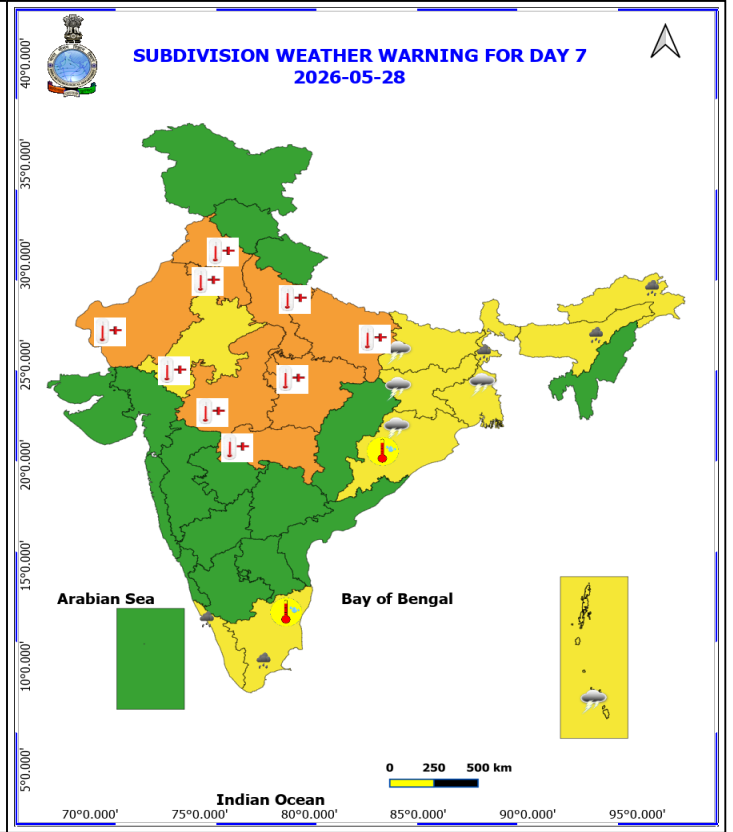 SUBDIVISION WEATHER WARNING FOR DAY 7
2026-05-28
40°0.000'
35°0.000'
30°0.000'
25°0.000'
20°0.000'
15°0.000'
10°0.000'
5°0.000'
Arabian Sea
Bay of Bengal
0 250 500 km
Indian Ocean
70°0.000' 75°0.000' 80°0.000' 85°0.000' 90°0.000' 95°0.000'